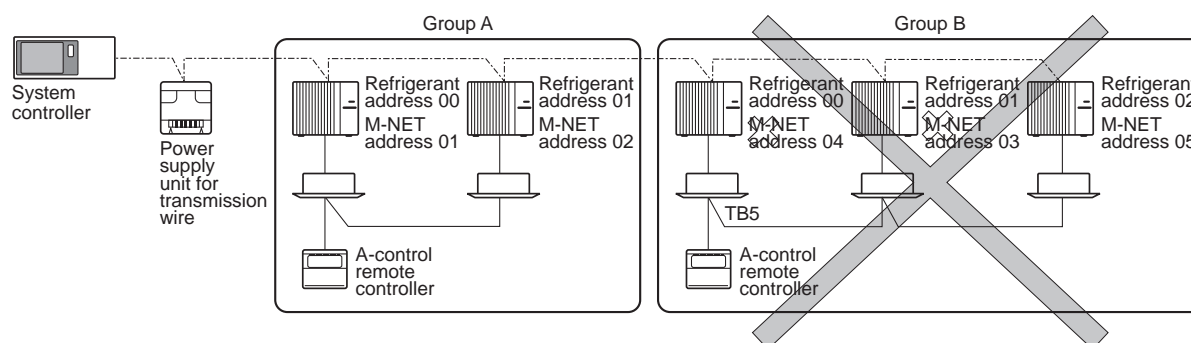 Group A
Group B
System
controller
Power
supply
unit for
transmission
wire
Refrigerant
address 00
M-NET
address 01
Refrigerant
address 01
M-NET
address 02
A-control
remote
controller
Refrigerant
address 00
M-NET
address 04
Refrigerant
address 01
M-NET
address 03
Refrigerant
address 02
M-NET
address 05
TB5
A-control
remote
controller